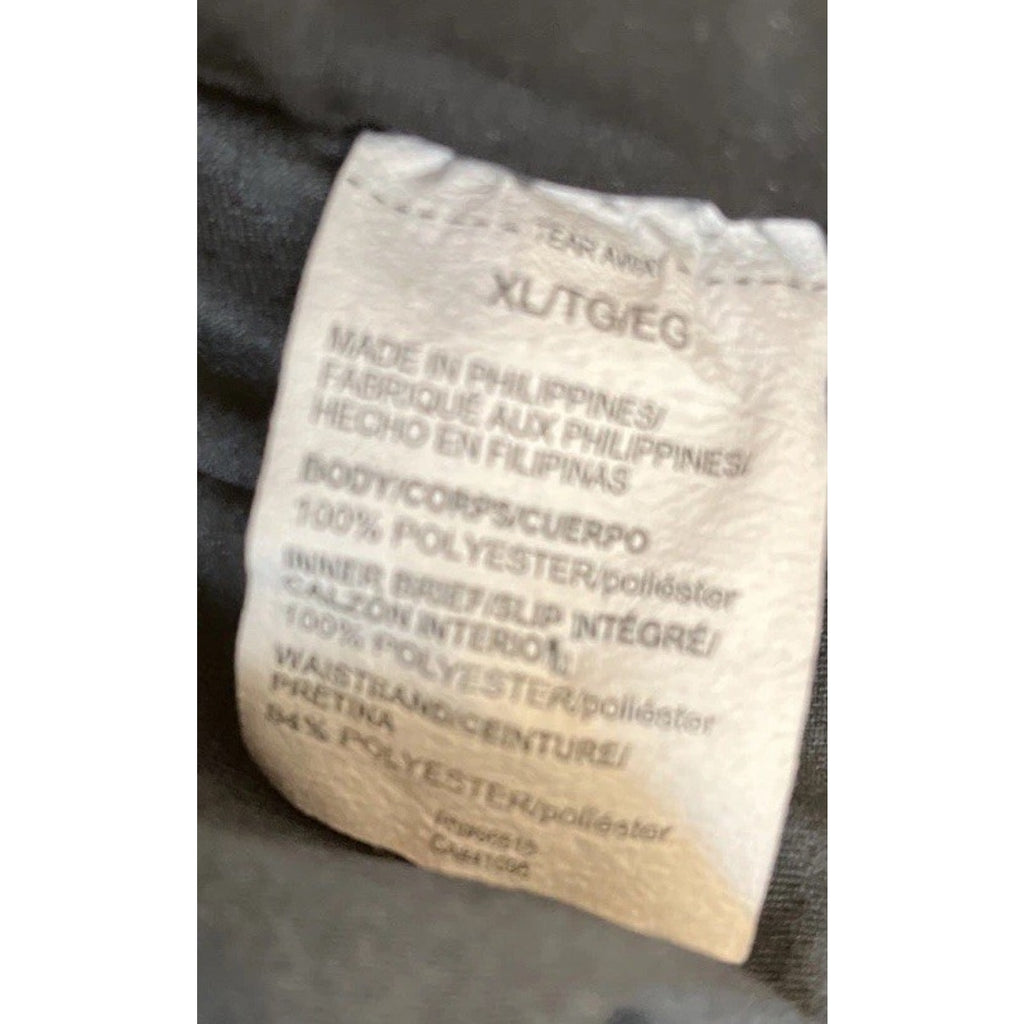 TEAR AWAY
XL/TG/EG
MADE IN PHILIPPINES/
FABRIQUÉ AUX PHILIPPINES/
HECHO EN FILIPINAS
BODY/CORPS/CUERPO
100% POLYESTER/poliéster
INNER BRIEF/SLIP INTÉGRÉ/
CALZÓN INTERIOR
100% POLYESTER/poliéster
WAISTBAND/CEINTURE/
PRETINA
POLYESTER/poliéster